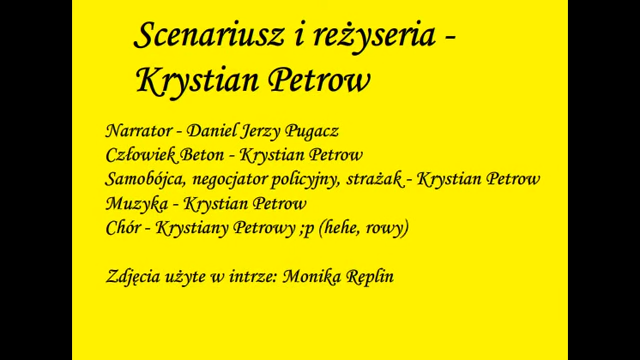 Scenariusz i reżyseria -
Krystian Petrow
Narrator - Daniel Jerzy Pugacz
Człowiek Beton - Krystian Petrow
Samobójca, negocjator policyjny, strażak - Krystian Petrow
Muzyka - Krystian Petrow
Chór - Krystiany Petrowy ;p (hehe, rowy)
Zdjęcia użyte w intrze: Monika Replin